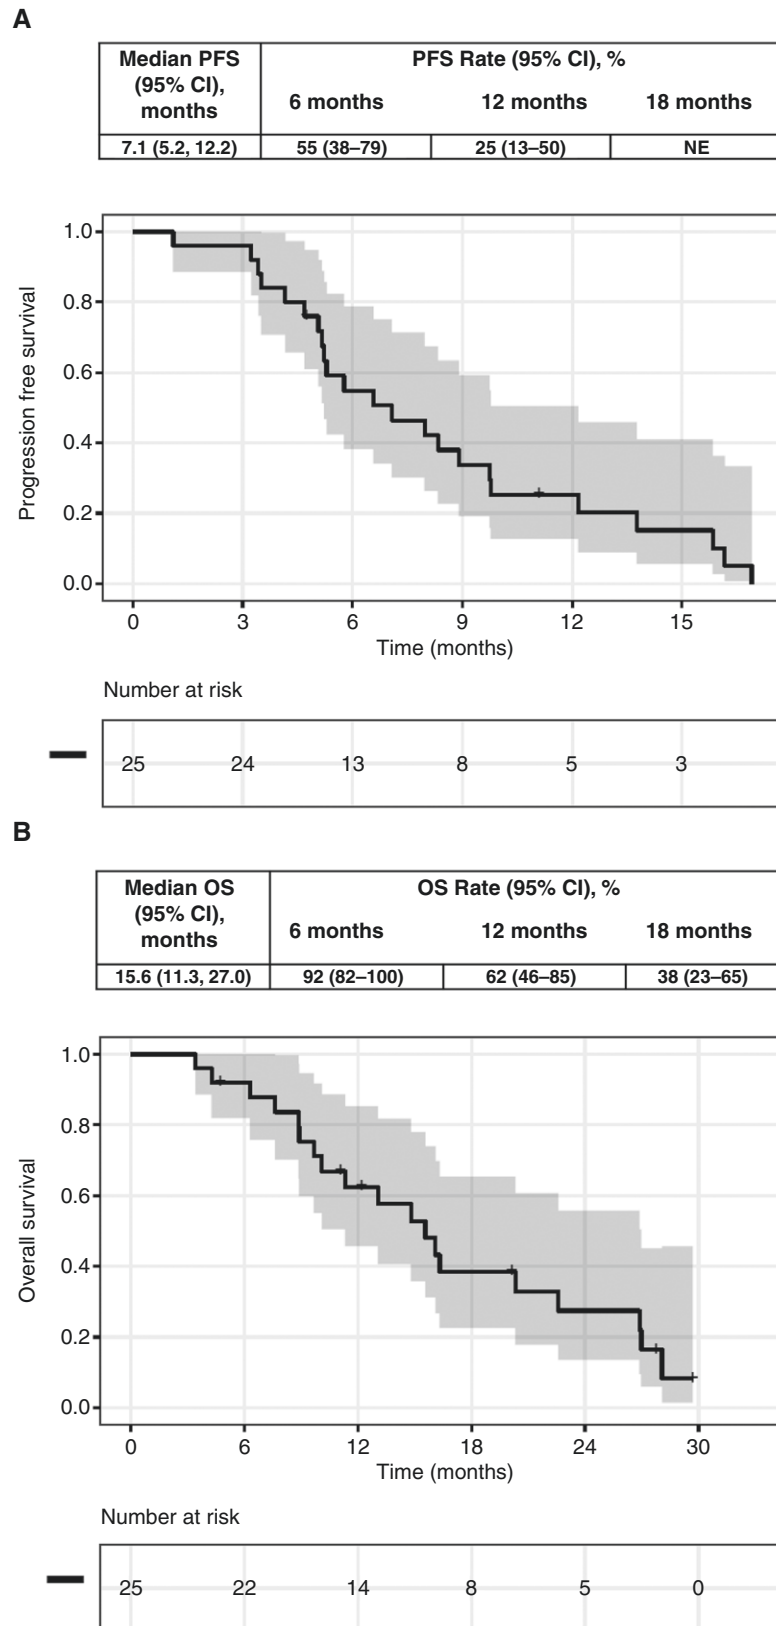 A
Median PFS
(95% CI),
months
PFS Rate (95% CI), %
6 months 12 months 18 months
7.1 (5.2, 12.2) 55 (38–79) 25 (13–50) NE
Progression free survival
1.0
0.8
0.6
0.4
0.2
0.0
0 3 6 9 12 15
Time (months)
Number at risk
25 24 13 8 5 3
B
Median OS
(95% CI),
months
OS Rate (95% CI), %
6 months 12 months 18 months
15.6 (11.3, 27.0) 92 (82–100) 62 (46–85) 38 (23–65)
Overall survival
1.0
0.8
0.6
0.4
0.2
0.0
0 6 12 18 24 30
Time (months)
Number at risk
25 22 14 8 5 0